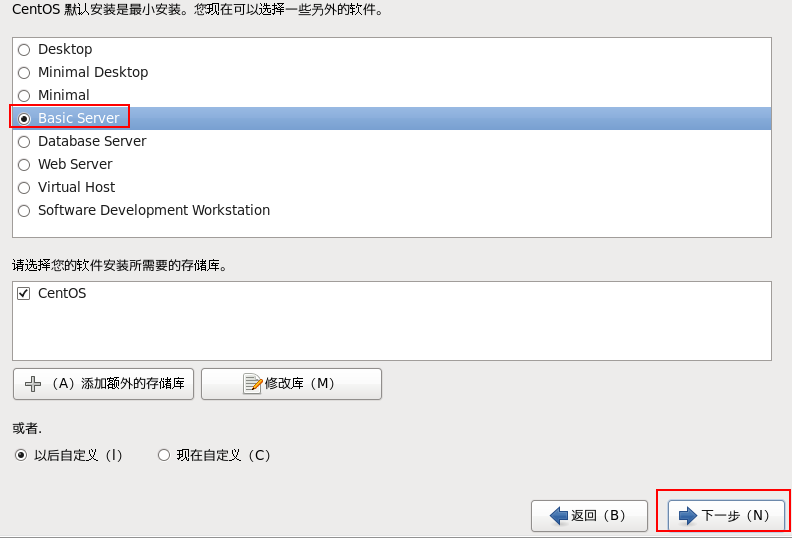 CentOS 默认安装是最小安装。您现在可以选择一些另外的软件。
Desktop
Minimal Desktop
Minimal
Basic Server
Database Server
Web Server
Virtual Host
Software Development Workstation
请选择您的软件安装所需要的存储库。
CentOS
（A）添加额外的存储库 修改库（M）
或者.
以后自定义（l） 现在自定义（C）
返回（B） 下一步（N）